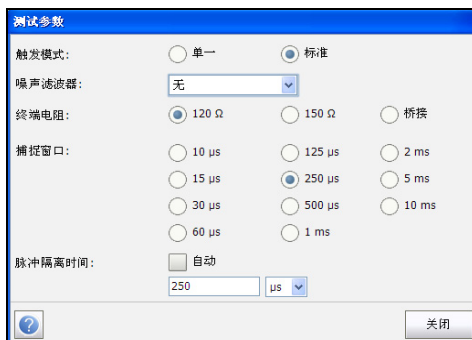 测试参数
触发模式: 单一 标准
噪声滤波器: 无
终端电阻: 120 Ω 150 Ω 桥接
捕捉窗口: 10 µs 125 µs 2 ms
15 µs 250 µs 5 ms
30 µs 500 µs 10 ms
60 µs 1 ms
脉冲隔离时间: 自动
250 µs
? 关闭